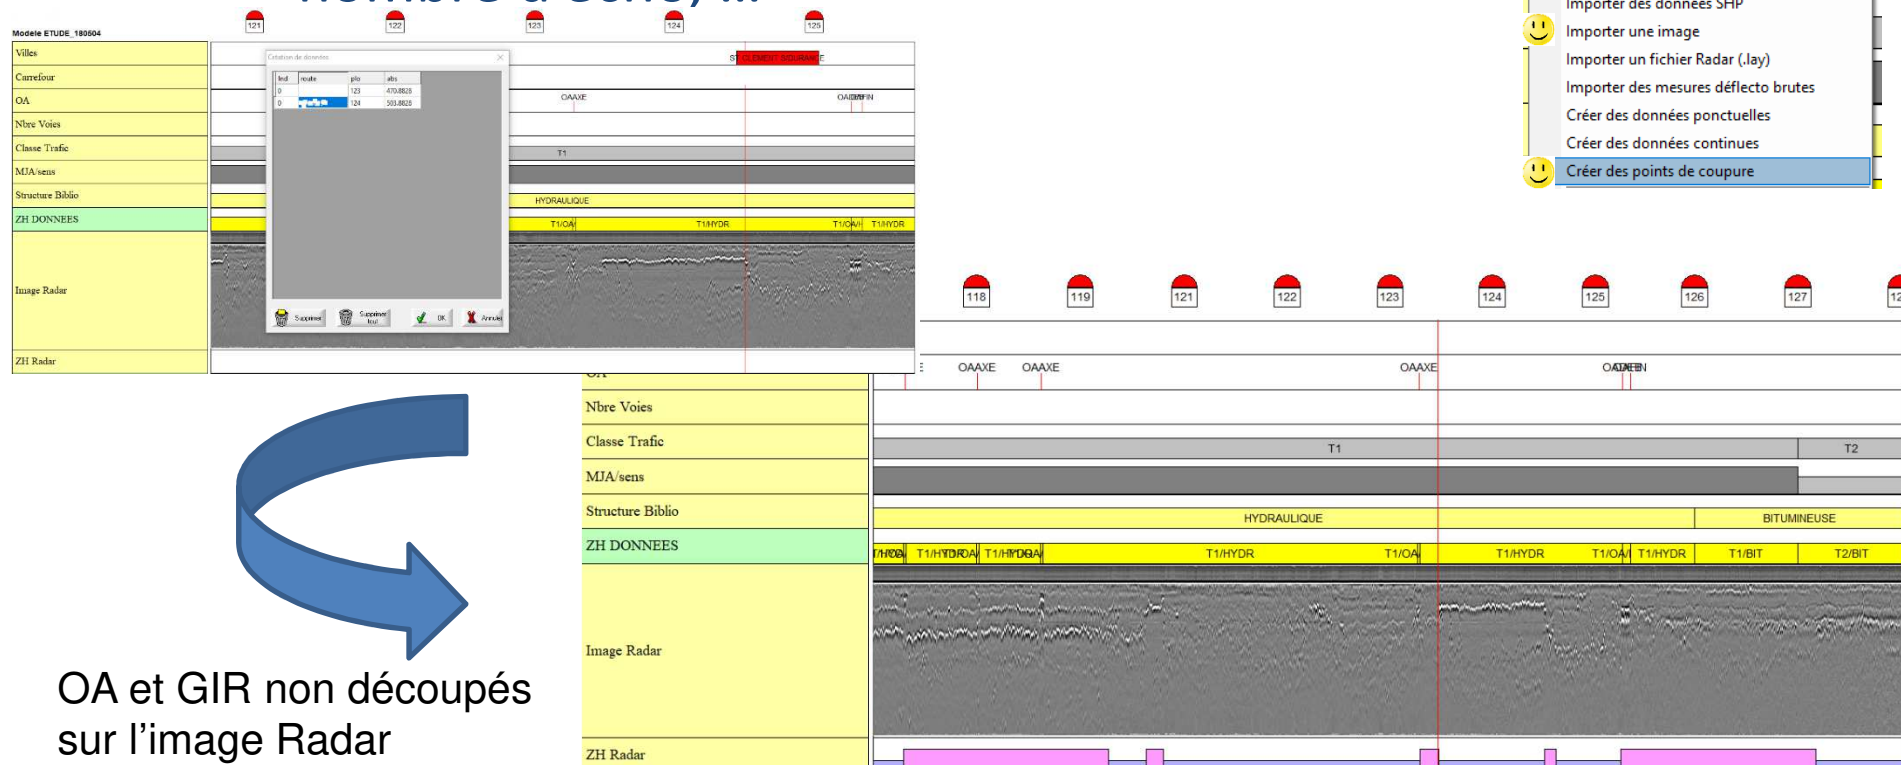 121 122 123 124 125
Modele ETUDE_180504
Villes
Carrefour
OA
Nbre Voies
Classe Trafic
MJA/sens
Structure Biblio
ZH DONNEES
Image Radar
ZH Radar
Création de données
Ind route plo abs
0 123 470.8828
0 124 503.8828
Supprimer
Supprimer tout
OK
Annuler
OAAXE
T1
HYDRAULIQUE
T1/OA/ T1/HYDR T1/OA/H T1/HYDR
Importer des données SHP
Importer une image
Importer un fichier Radar (.lay)
Importer des mesures déflecto brutes
Créer des données ponctuelles
Créer des données continues
Créer des points de coupure
118 119 121 122 123 124 125 126 127
OAAXE OAAXE OAAXE
Nbre Voies
Classe Trafic T1 T2
MJA/sens
Structure Biblio HYDRAULIQUE BITUMINEUSE
ZH DONNEES T1/HYDR T1/OA/ T1/HYDR T1/OA/ T1/HYDR T1/BIT T2/BIT
Image Radar
ZH Radar
OA et GIR non découpés
sur l'image Radar